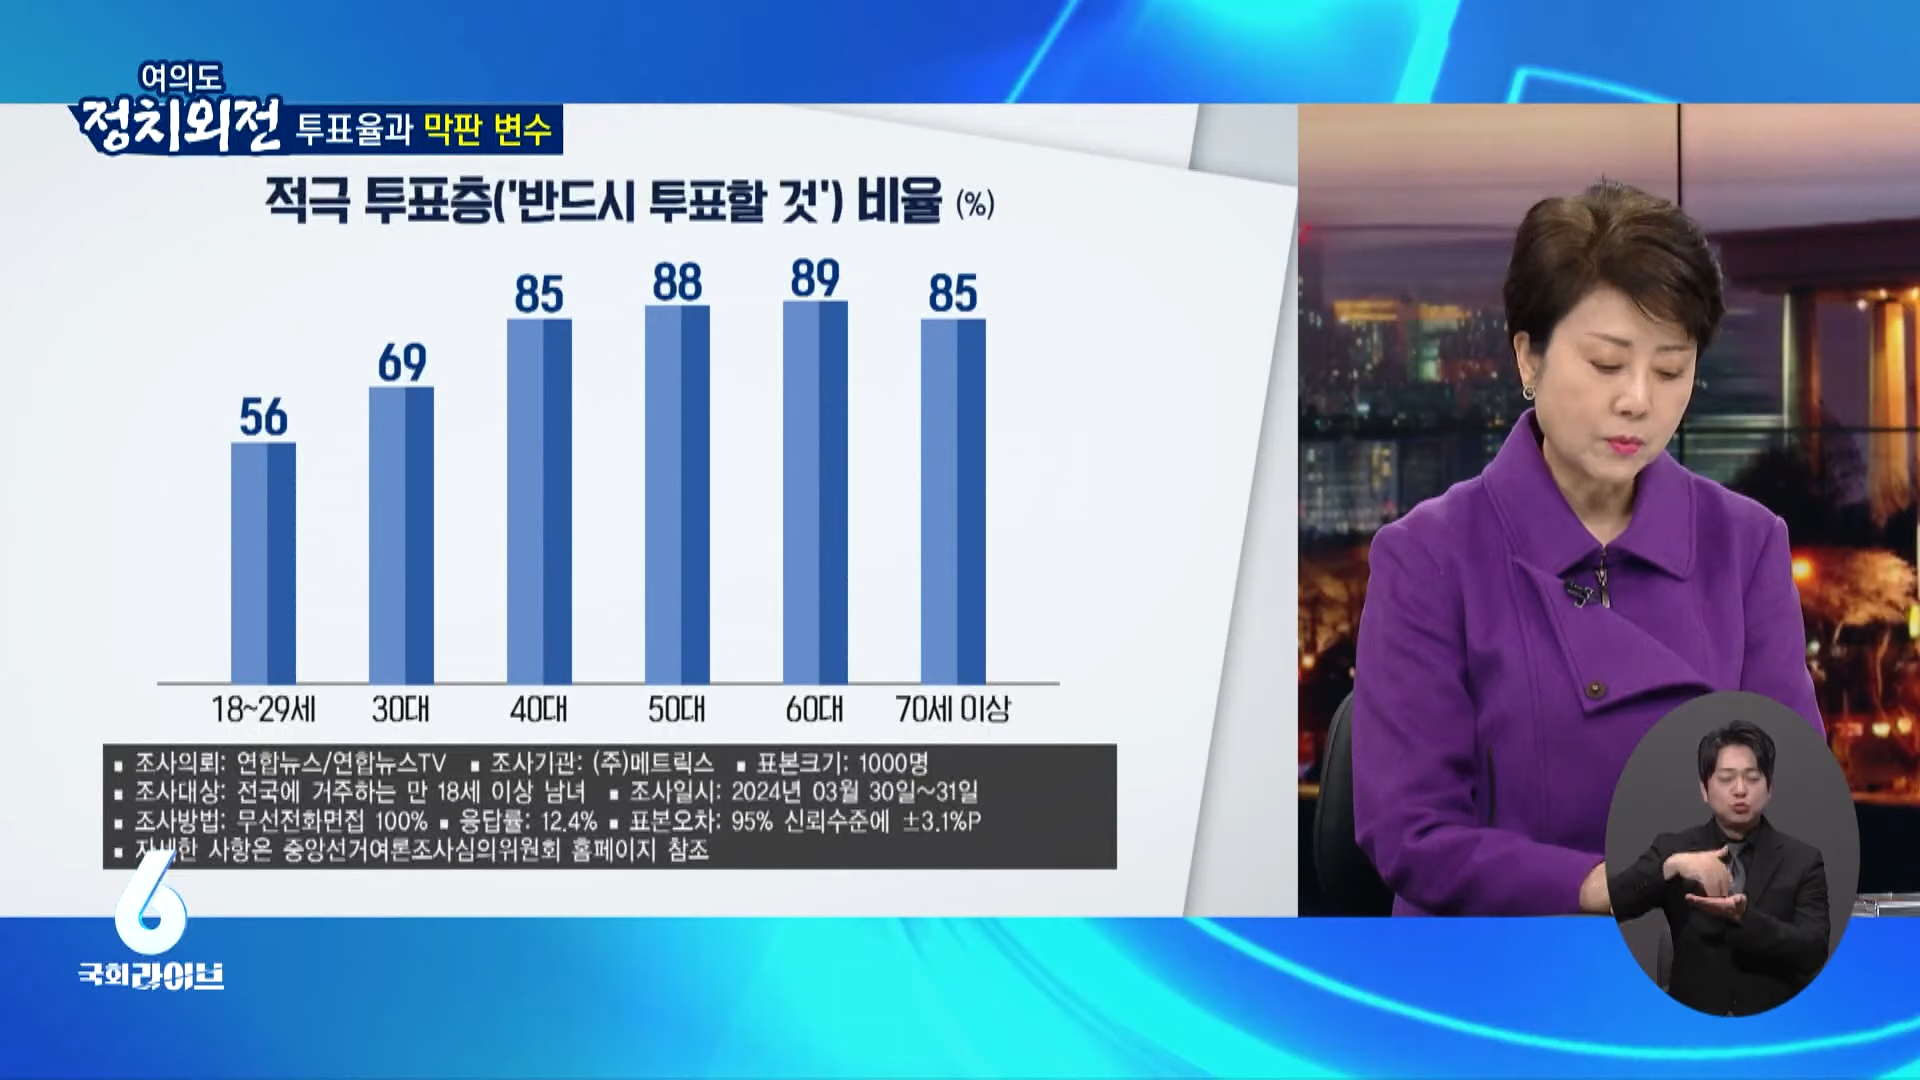 여의도
정치외전 투표율과 막판 변수
적극 투표층('반드시 투표할 것') 비율 (%)
56 69 85 88 89 85
18~29세 30대 40대 50대 60대 70세 이상
▪ 조사의뢰: 연합뉴스/연합뉴스TV ▪ 조사기관: (주)메트릭스 ▪ 표본크기: 1000명
▪ 조사대상: 전국에 거주하는 만 18세 이상 남녀 ▪ 조사일시: 2024년 03월 30일~31일
▪ 조사방법: 무선전화면접 100% ▪ 응답률: 12.4% ▪ 표본오차: 95% 신뢰수준에 ±3.1%P
▪ 자세한 사항은 중앙선거여론조사심의위원회 홈페이지 참조
6
국회라이브